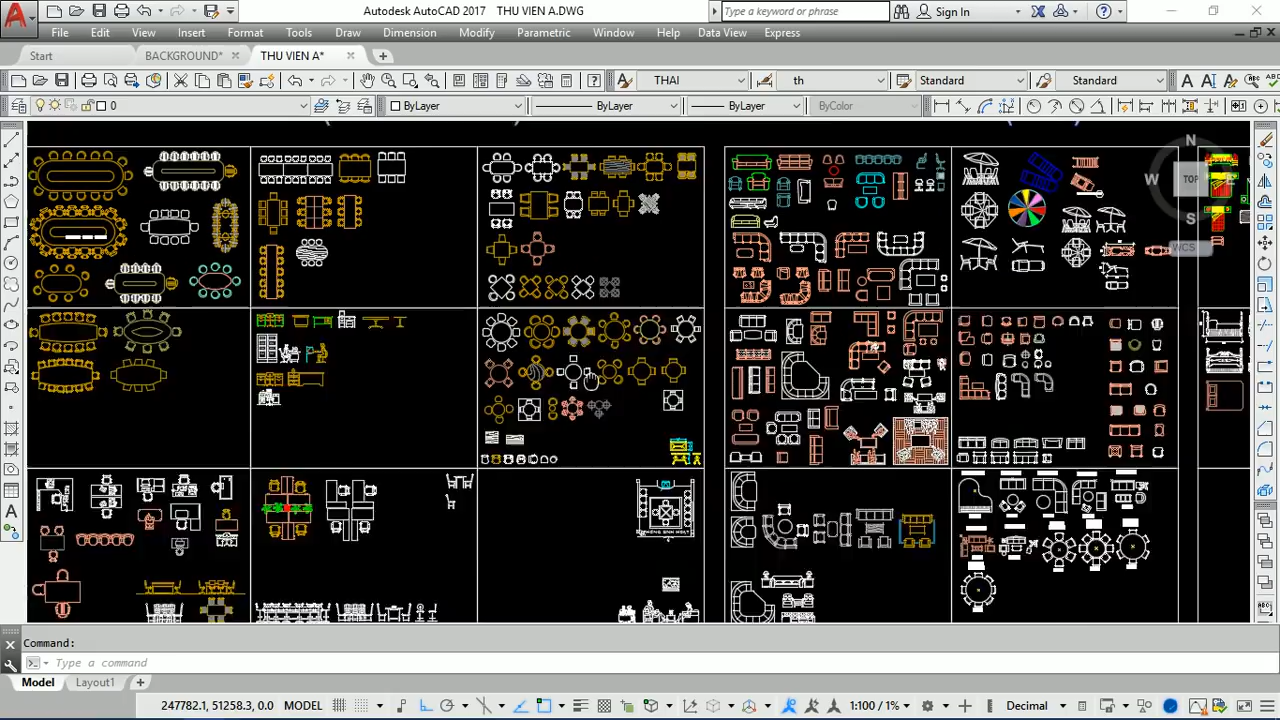 Autodesk AutoCAD 2017 THU VIEN A.DWG
Type a keyword or phrase
Sign In
File Edit View Insert Format Tools Draw Dimension Modify Parametric Window Help Data View Express
Start BACKGROUND* THU VIEN A*
THAI th Standard Standard
0 ByLayer ByLayer ByLayer ByColor
N
W TOP E
S
WCS
Command:
Type a command
Model Layout1
247782.1, 51258.3, 0.0 MODEL 1:100 / 1% Decimal